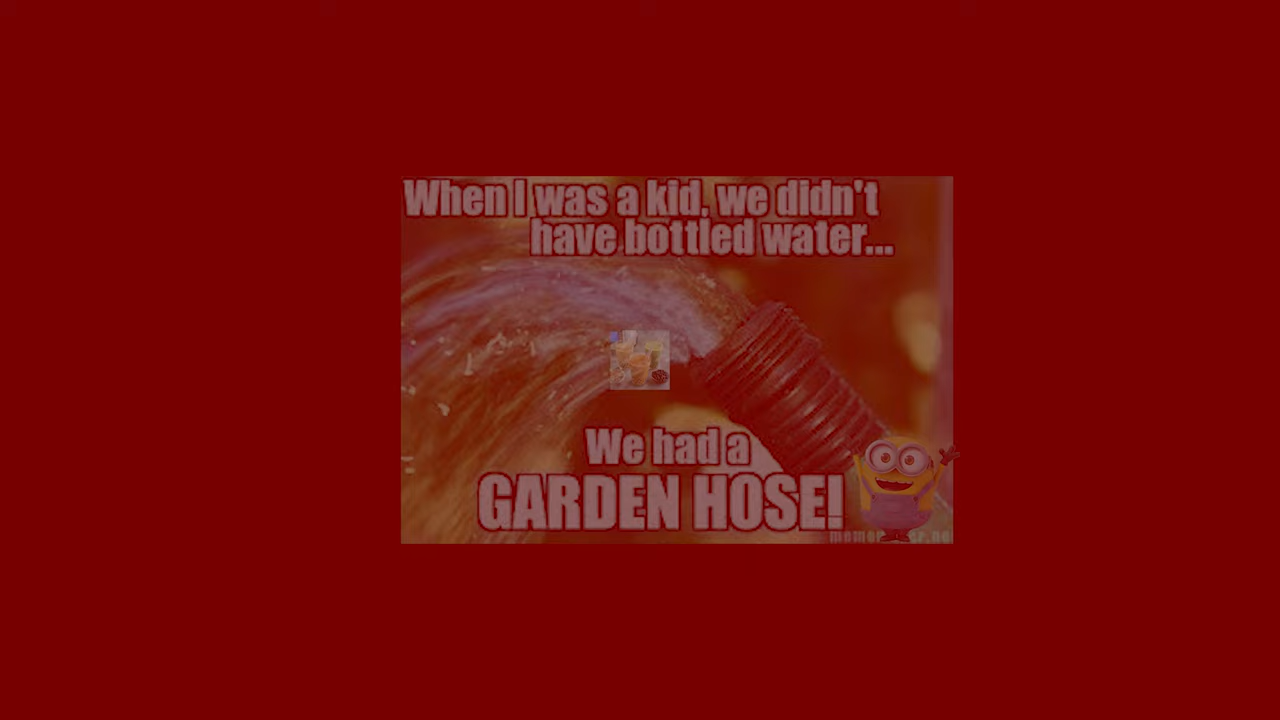 When I was a kid, we didn't
have bottled water...
We had a
GARDEN HOSE!